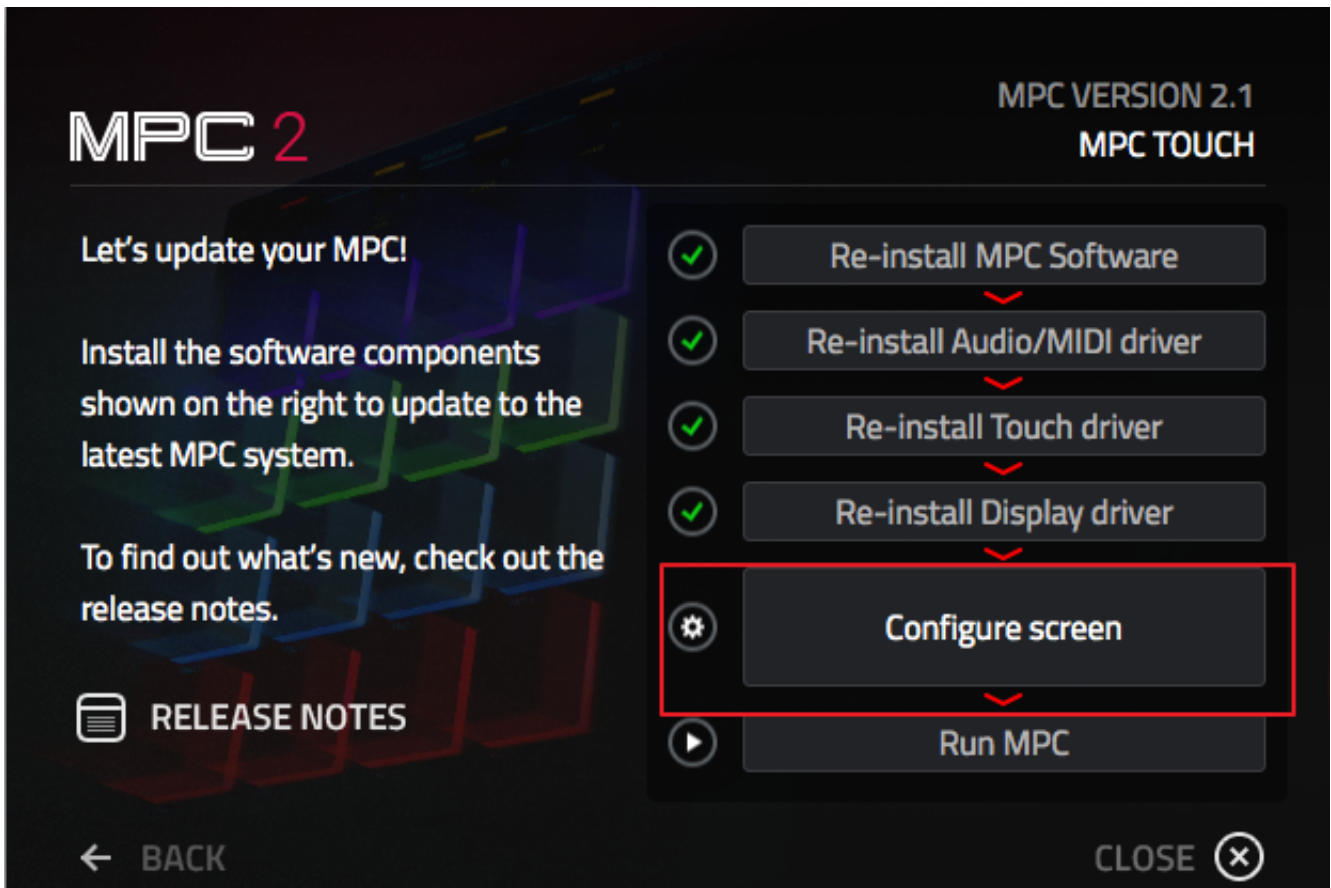 MPC 2
MPC VERSION 2.1
MPC TOUCH
Let's update your MPC!
Install the software components
shown on the right to update to the
latest MPC system.
To find out what's new, check out the
release notes.
RELEASE NOTES
Re-install MPC Software
Re-install Audio/MIDI driver
Re-install Touch driver
Re-install Display driver
Configure screen
Run MPC
BACK
CLOSE